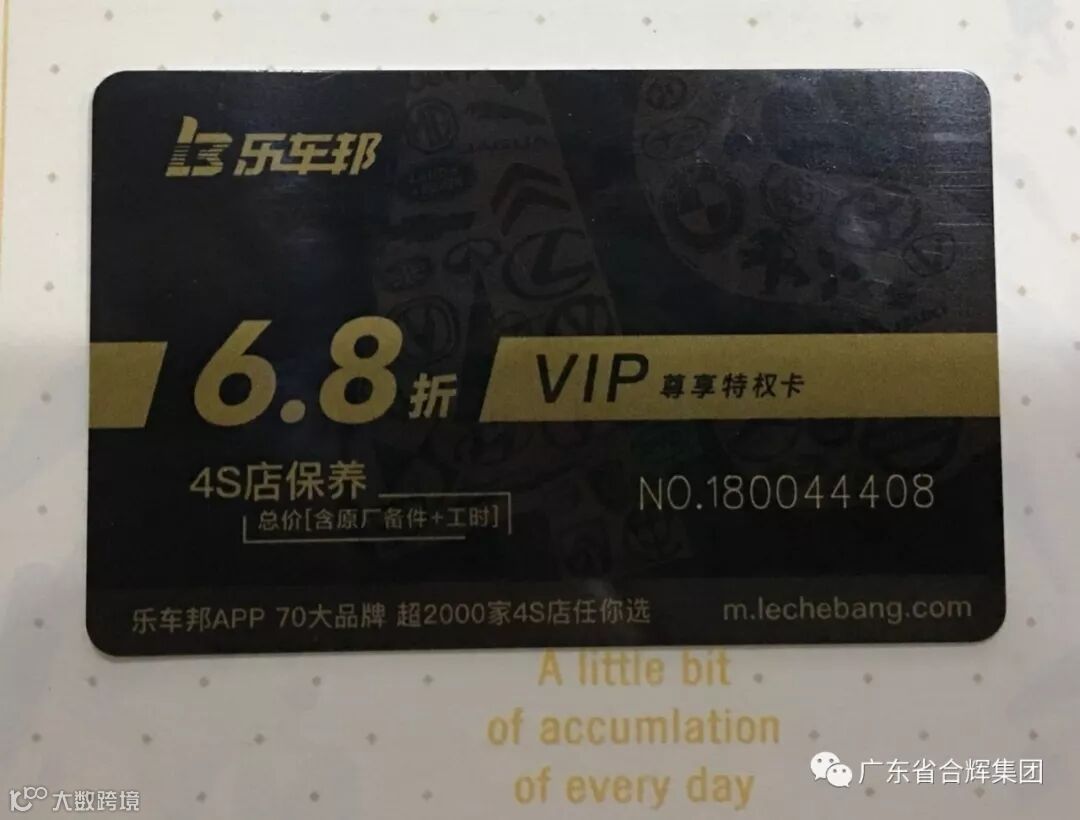 乐车邦
6.8折
VIP 尊享特权卡
4S店保养
总价[含原厂备件+工时]
NO.180044408
乐车邦APP 70大品牌 超2000家4S店任你选
m.lechebang.com
A little bit
of accumlation
of every day
广东省合辉集团
大数跨境